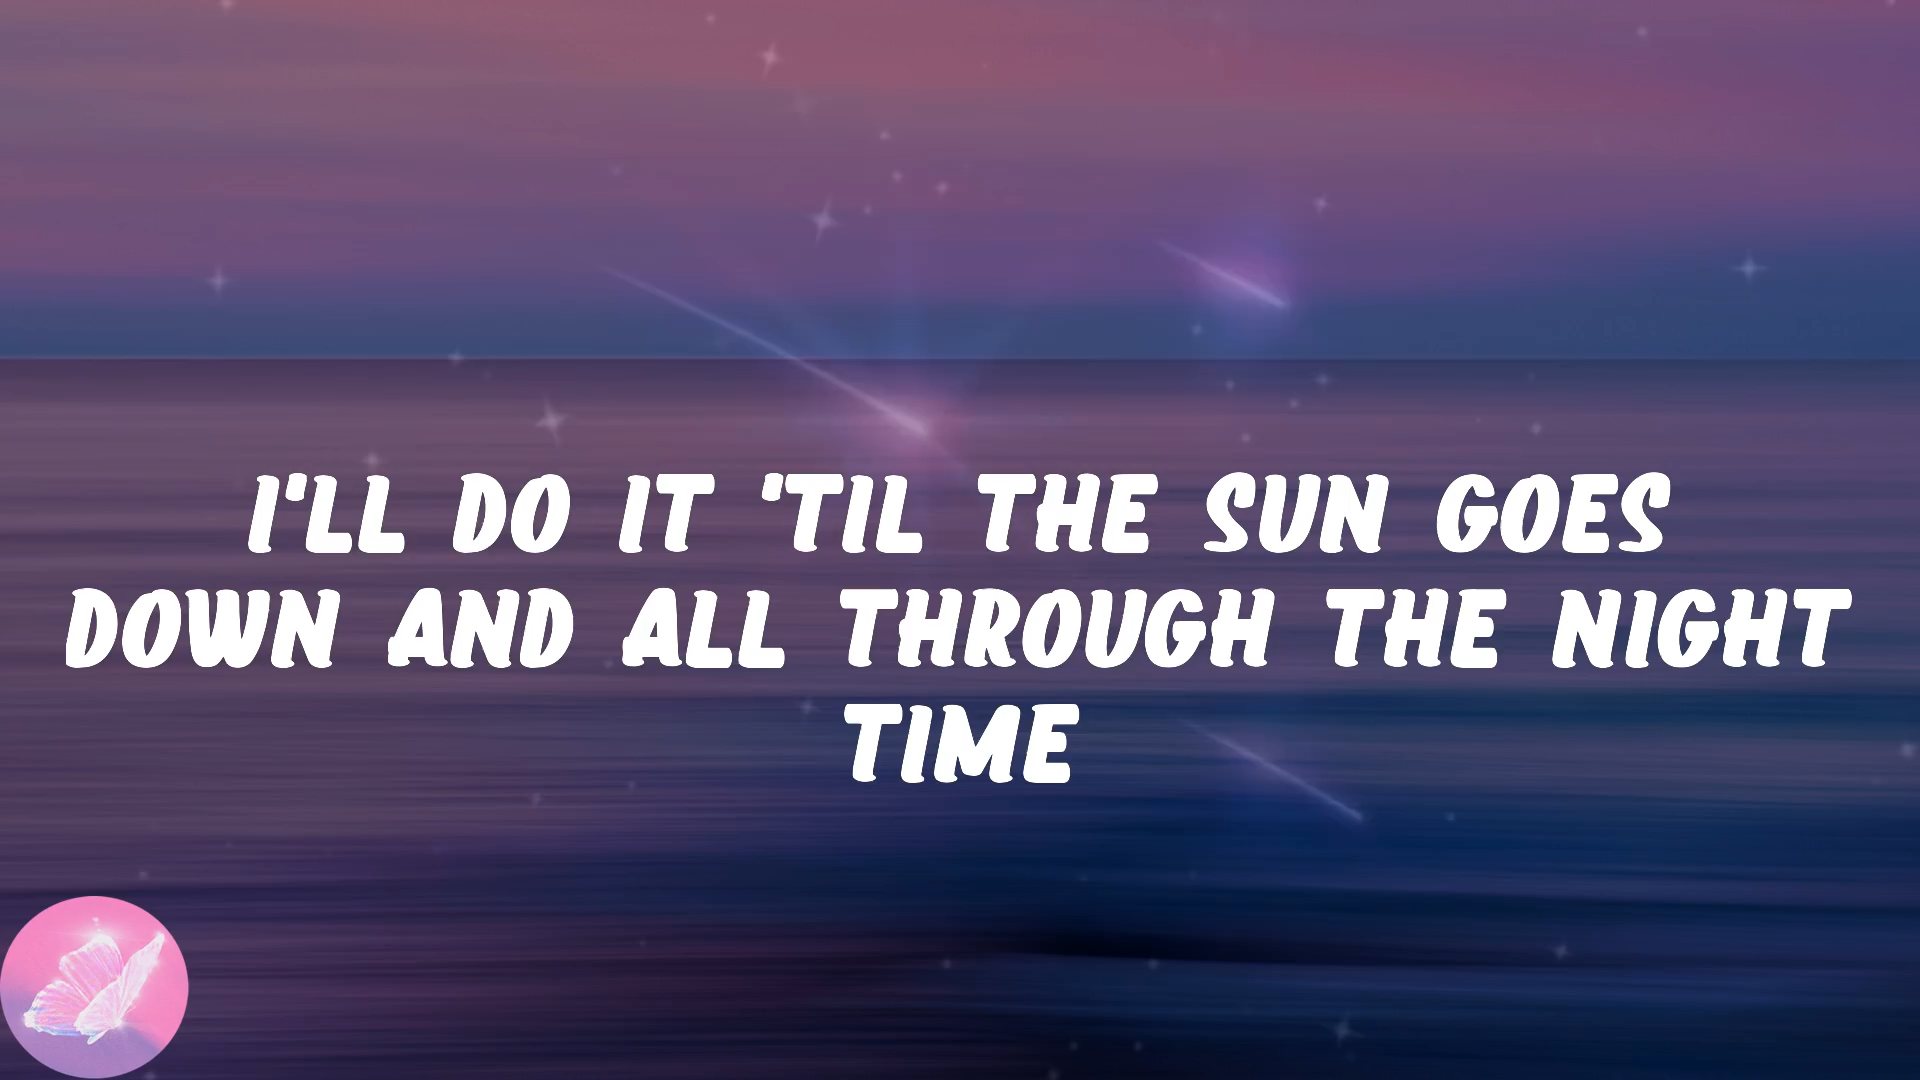 I'LL DO IT 'TIL THE SUN GOES
DOWN AND ALL THROUGH THE NIGHT
TIME